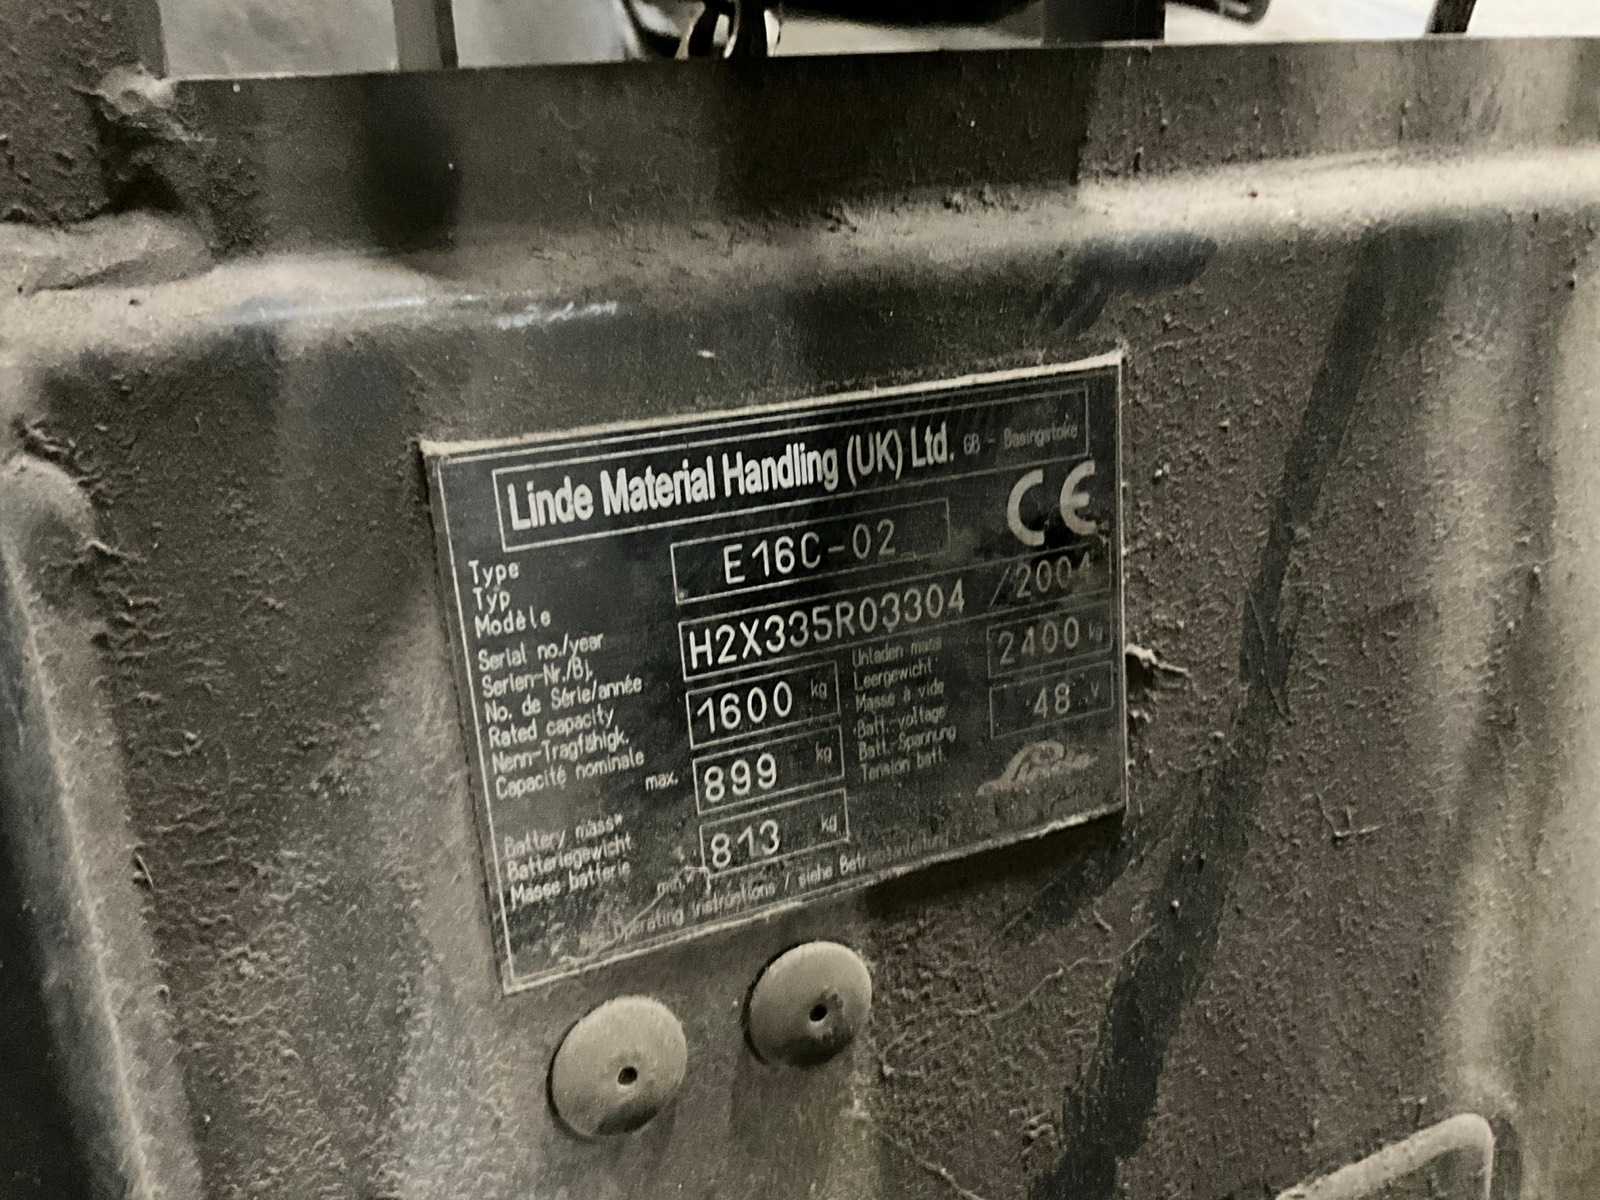 Linde Material Handling (UK) Ltd. GB - Basingstoke
Type
Typ
Modèle
E16C-02
CE
Serial no./year
Serien-Nr./Bj.
No. de Série/année
H2X335R03304 /2004
Rated capacity
Nenn-Tragfähigk.
Capacité nominale
1600 kg
Unladen mass
Leergewicht
Masse à vide
2400 kg
Battery mass*
Batteriegewicht
Masse batterie
max. 899 kg
min. 813 kg
Batt.-voltage
Batt.-Spannung
Tension batt.
48 V
Linde
Operating instructions / siehe Betriebsanleitung